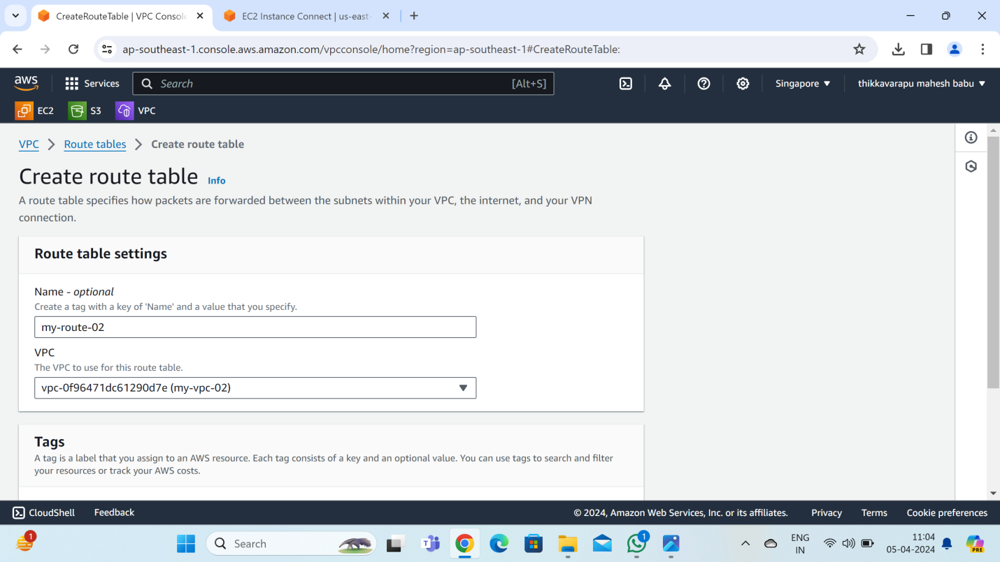 CreateRouteTable | VPC Console
EC2 Instance Connect | us-east-
ap-southeast-1.console.aws.amazon.com/vpcconsole/home?region=ap-southeast-1#CreateRouteTable:
aws
Services
Search
[Alt+S]
Singapore
thikkavarapu mahesh babu
EC2
S3
VPC
VPC
Route tables
Create route table
Create route table
Info
A route table specifies how packets are forwarded between the subnets within your VPC, the internet, and your VPN
connection.
Route table settings
Name - optional
Create a tag with a key of 'Name' and a value that you specify.
my-route-02
VPC
The VPC to use for this route table.
vpc-0f96471dc61290d7e (my-vpc-02)
Tags
A tag is a label that you assign to an AWS resource. Each tag consists of a key and an optional value. You can use tags to search and filter
your resources or track your AWS costs.
CloudShell
Feedback
© 2024, Amazon Web Services, Inc. or its affiliates.
Privacy
Terms
Cookie preferences
1
Search
T
1
ENG
IN
11:04
05-04-2024
PRE